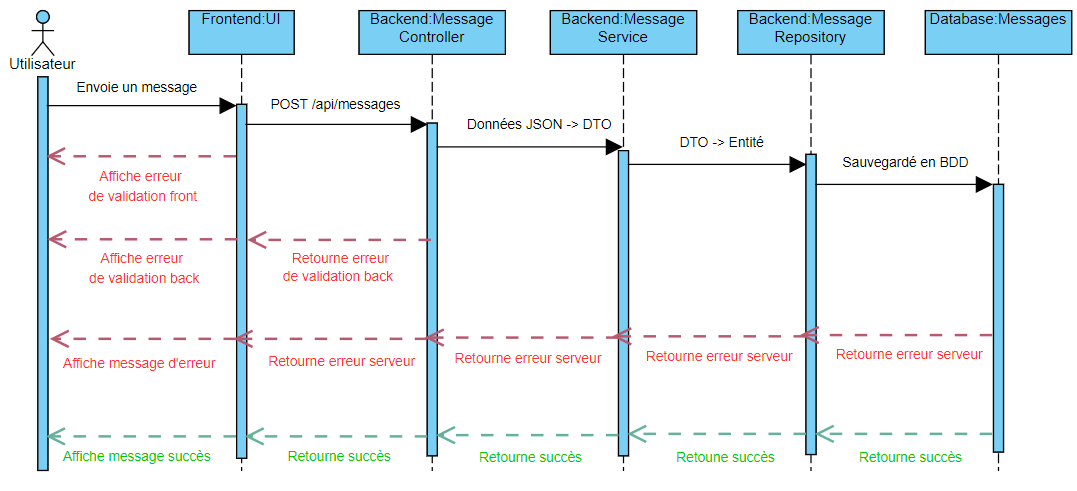 Utilisateur
Frontend:UI
Backend:Message
Controller
Backend:Message
Service
Backend:Message
Repository
Database:Messages
Envoie un message
POST /api/messages
Données JSON -> DTO
DTO -> Entité
Sauvegardé en BDD
Affiche erreur
de validation front
Affiche erreur
de validation back
Retourne erreur
de validation back
Affiche message d'erreur
Retourne erreur serveur
Retourne erreur serveur
Retourne erreur serveur
Retourne erreur serveur
Affiche message succès
Retourne succès
Retourne succès
Retoune succès
Retourne succès